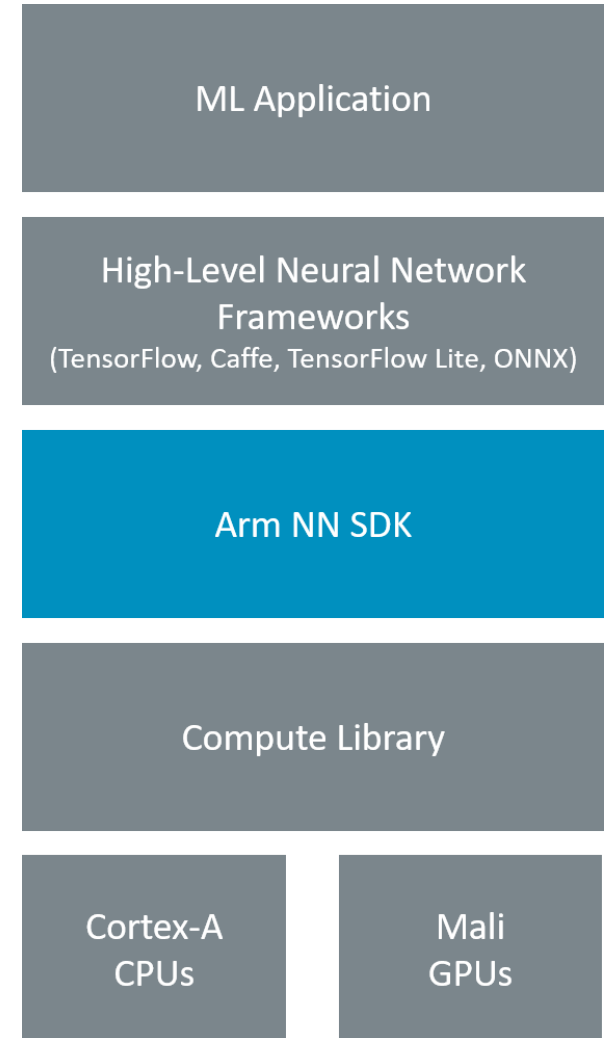 ML Application
High-Level Neural Network
Frameworks
(TensorFlow, Caffe, TensorFlow Lite, ONNX)
Arm NN SDK
Compute Library
Cortex-A
CPUs
Mali
GPUs